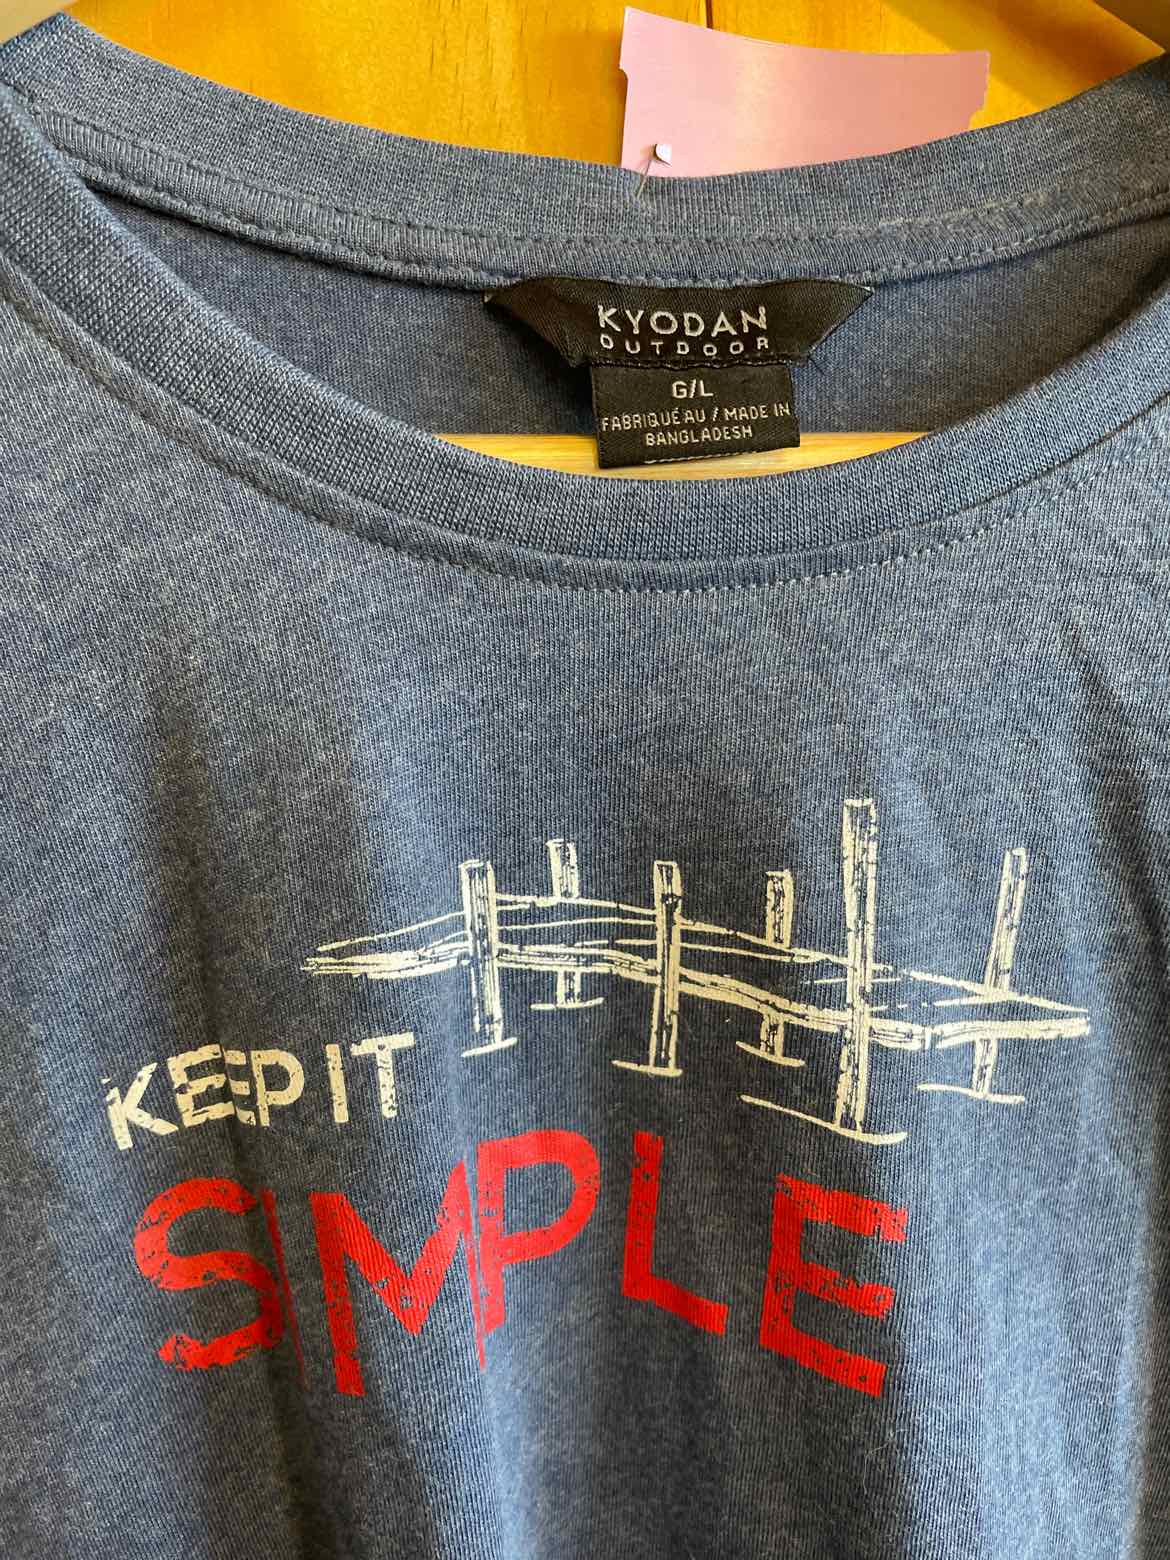 KYODAN
OUTDOOR
G/L
FABRIQUÉ AU / MADE IN
BANGLADESH
KEEP IT
SIMPLE